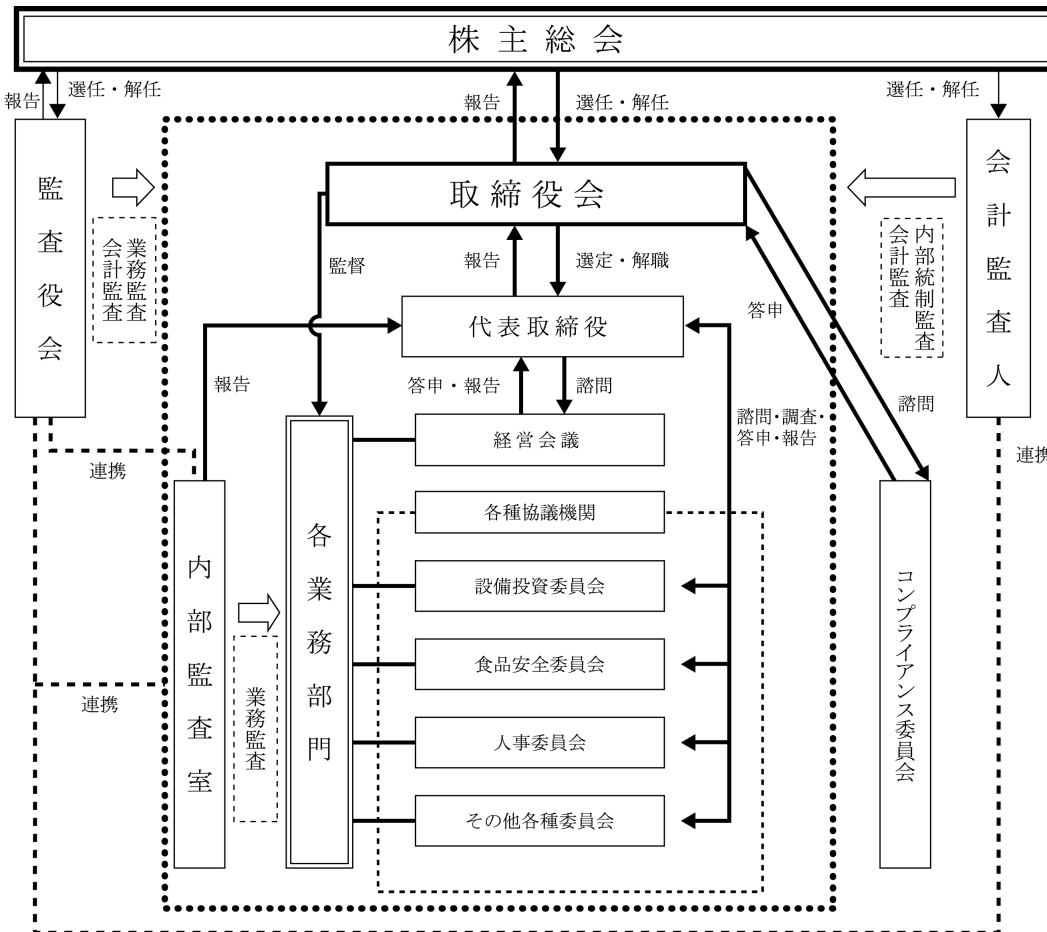 株主総会
報告
選任・解任
報告
選任・解任
選任・解任
監査役会
業務監査
会計監査
取締役会
会計監査人
内部統制監査
会計監査
監督
報告
選定・解職
答申
代表取締役
報告
答申・報告
諮問
諮問・調査・
答申・報告
諮問
経営会議
連携
連携
各種協議機関
内部監査室
各業務部門
設備投資委員会
コンプライアンス委員会
食品安全委員会
連携
業務監査
人事委員会
その他各種委員会